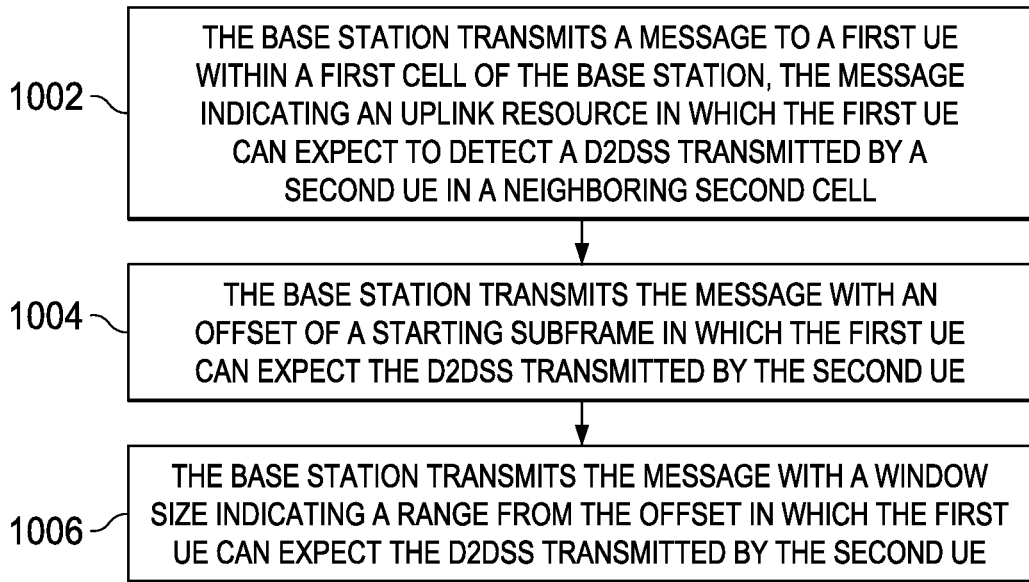 1002
THE BASE STATION TRANSMITS A MESSAGE TO A FIRST UE
WITHIN A FIRST CELL OF THE BASE STATION, THE MESSAGE
INDICATING AN UPLINK RESOURCE IN WHICH THE FIRST UE
CAN EXPECT TO DETECT A D2DSS TRANSMITTED BY A
SECOND UE IN A NEIGHBORING SECOND CELL
1004
THE BASE STATION TRANSMITS THE MESSAGE WITH AN
OFFSET OF A STARTING SUBFRAME IN WHICH THE FIRST UE
CAN EXPECT THE D2DSS TRANSMITTED BY THE SECOND UE
1006
THE BASE STATION TRANSMITS THE MESSAGE WITH A WINDOW
SIZE INDICATING A RANGE FROM THE OFFSET IN WHICH THE FIRST
UE CAN EXPECT THE D2DSS TRANSMITTED BY THE SECOND UE